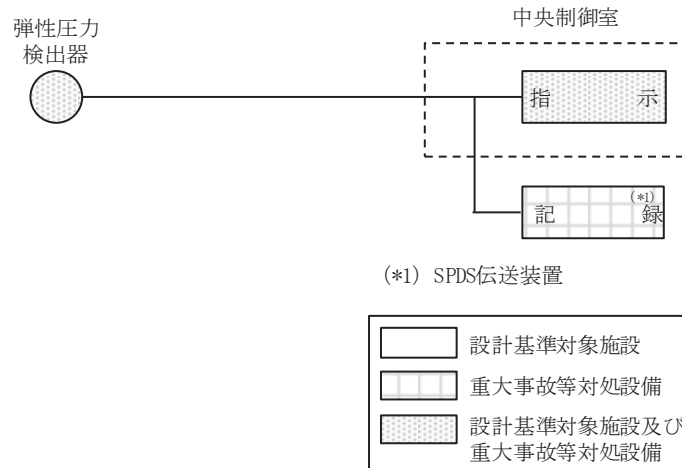 中央制御室
弾性圧力
検出器
指　示
記　録
(*1)
(*1) SPDS伝送装置
設計基準対象施設
重大事故等対処設備
設計基準対象施設及び
重大事故等対処設備